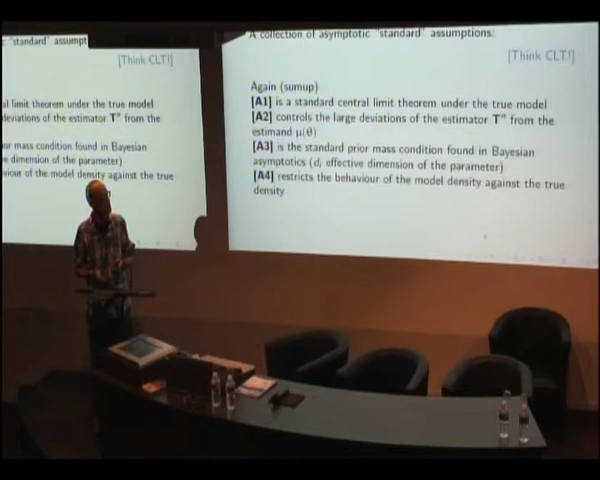 : "standard" assumpt
[Think CLT!]
al limit theorem under the true model
deviations of the estimator Tⁿ from the
or mass condition found in Bayesian
e dimension of the parameter)
viour of the model density against the true
A collection of asymptotic "standard" assumptions:
[Think CLT!]
Again (sumup)
[A1] is a standard central limit theorem under the true model
[A2] controls the large deviations of the estimator Tⁿ from the
estimand μ(θ)
[A3] is the standard prior mass condition found in Bayesian
asymptotics (dᵢ effective dimension of the parameter)
[A4] restricts the behaviour of the model density against the true
density